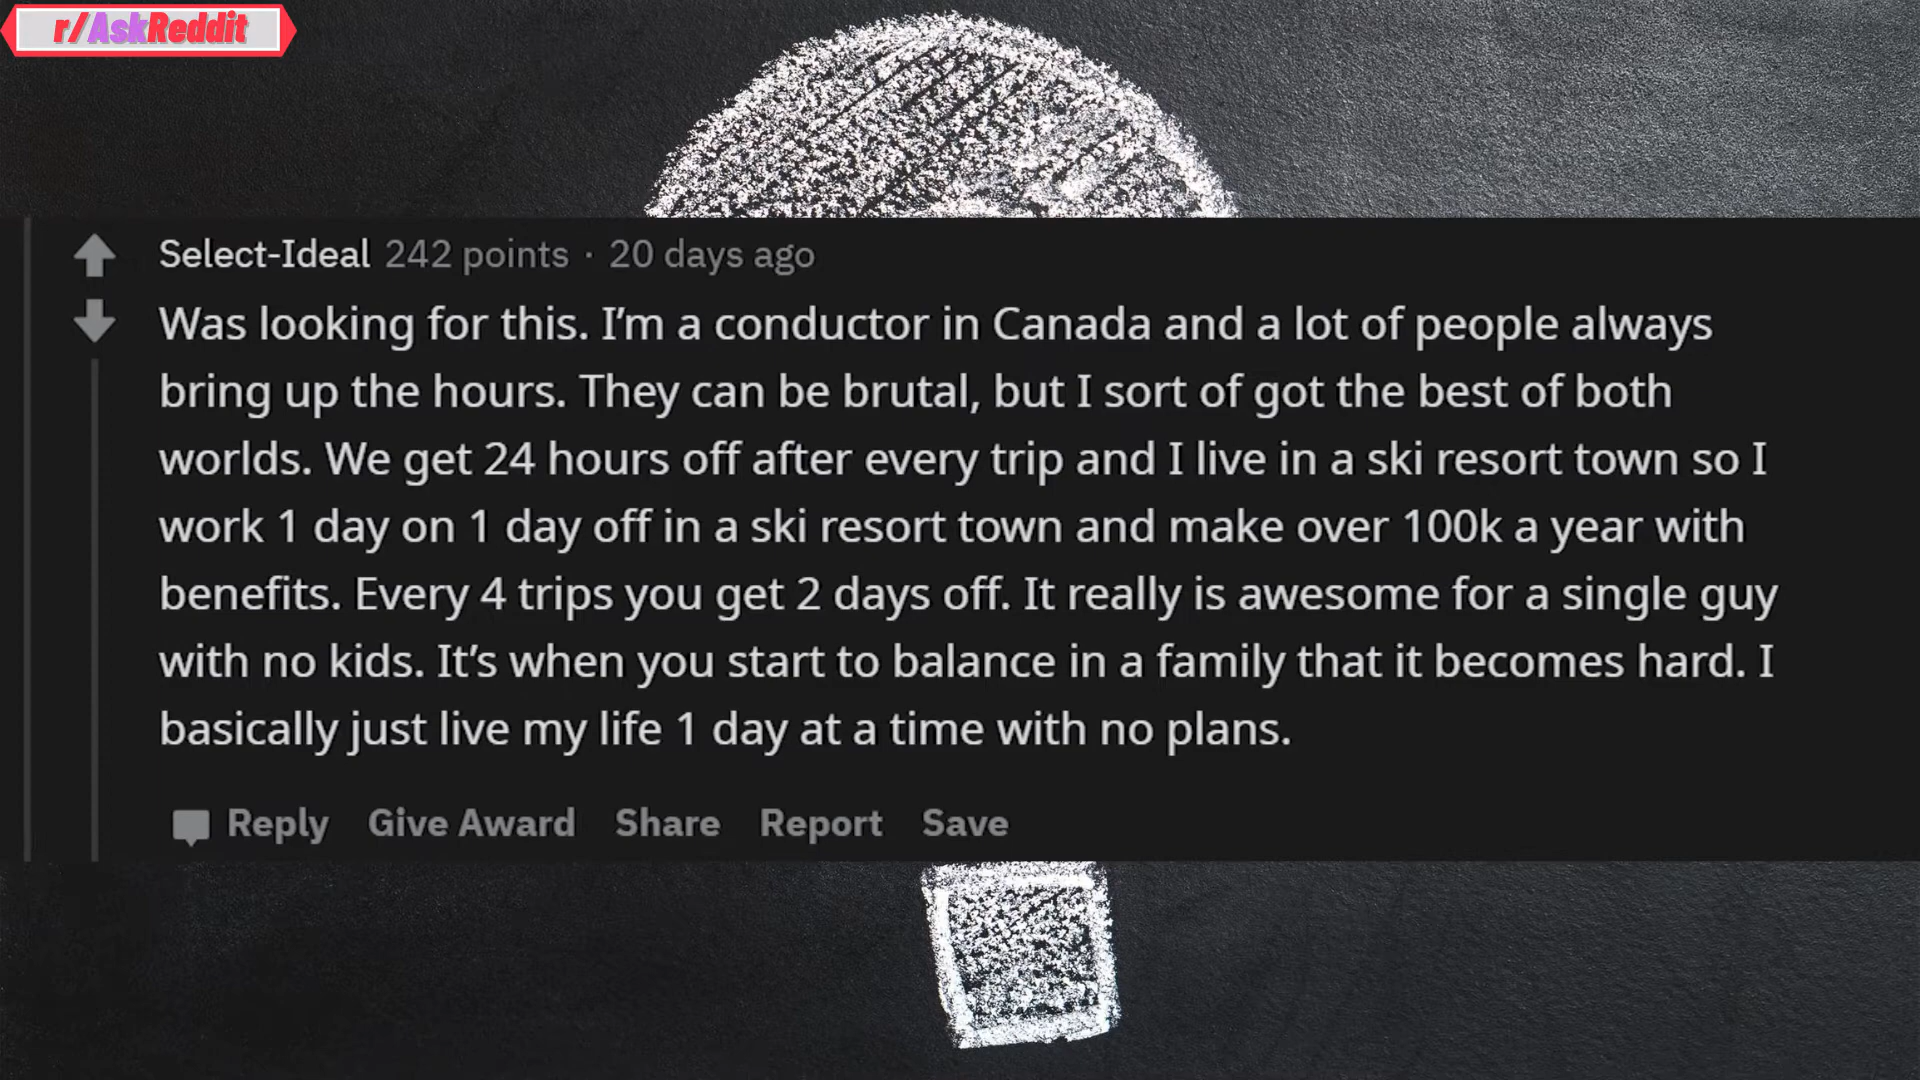 r/AskReddit
Select-Ideal 242 points · 20 days ago
Was looking for this. I’m a conductor in Canada and a lot of people always
bring up the hours. They can be brutal, but I sort of got the best of both
worlds. We get 24 hours off after every trip and I live in a ski resort town so I
work 1 day on 1 day off in a ski resort town and make over 100k a year with
benefits. Every 4 trips you get 2 days off. It really is awesome for a single guy
with no kids. It’s when you start to balance in a family that it becomes hard. I
basically just live my life 1 day at a time with no plans.
Reply Give Award Share Report Save